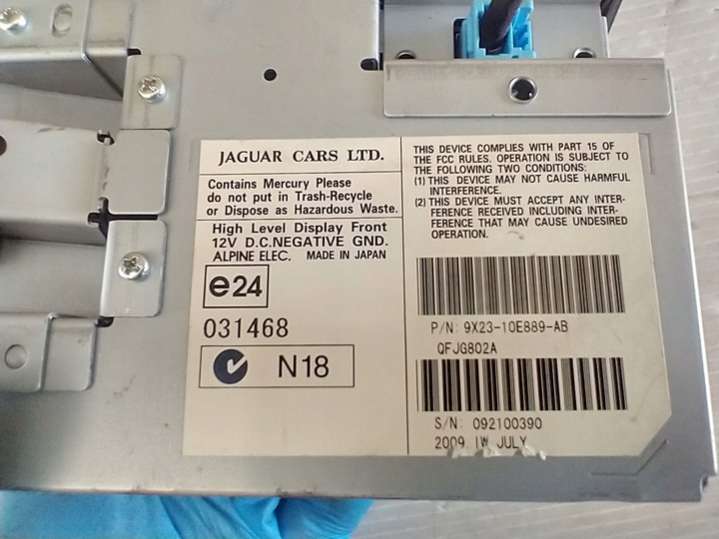 JAGUAR CARS LTD.
Contains Mercury Please
do not put in Trash-Recycle
or Dispose as Hazardous Waste.
High Level Display Front
12V D.C.NEGATIVE GND.
ALPINE ELEC. MADE IN JAPAN
e24
031468
N18
THIS DEVICE COMPLIES WITH PART 15 OF
THE FCC RULES. OPERATION IS SUBJECT TO
THE FOLLOWING TWO CONDITIONS:
(1) THIS DEVICE MAY NOT CAUSE HARMFUL
INTERFERENCE.
(2) THIS DEVICE MUST ACCEPT ANY INTER-
FERENCE RECEIVED INCLUDING INTER-
FERENCE THAT MAY CAUSE UNDESIRED
OPERATION.
P/N: 9X23-10E889-AB
QFJG802A
S/N: 092100390
2009 1W JULY